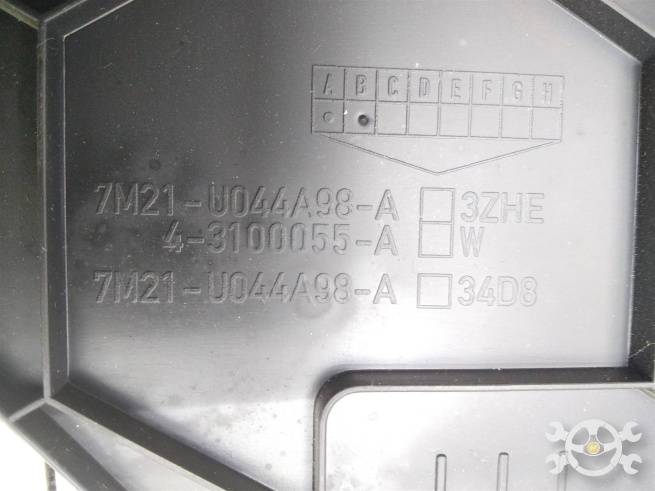 A B C D E F G H
7M21-U044A98-A □ 3ZHE
4-3100055-A □ W
7M21-U044A98-A □ 34D8